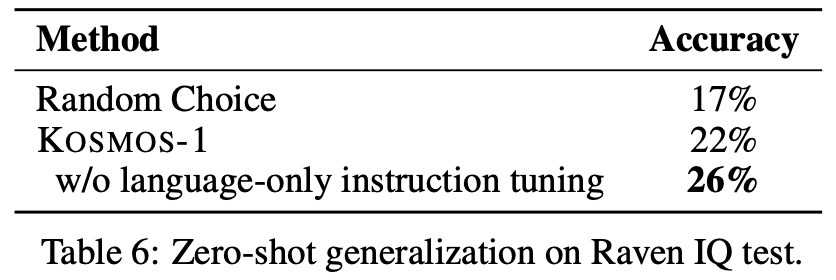 Method Accuracy
Random Choice 17%
KOSMOS-1 22%
w/o language-only instruction tuning 26%
Table 6: Zero-shot generalization on Raven IQ test.